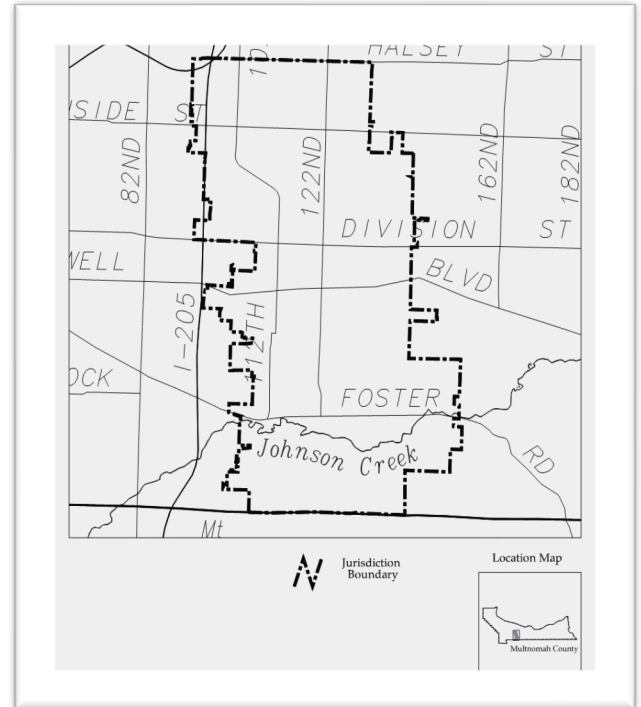 HALSEY ST
10
SIDE ST
82ND
122ND
162ND
182ND
DIVISION ST
WELL
BLVD
I-205
112TH
OCK
FOSTER
RD
Johnson Creek
Mt
Jurisdiction
Boundary
Location Map
Multnomah County